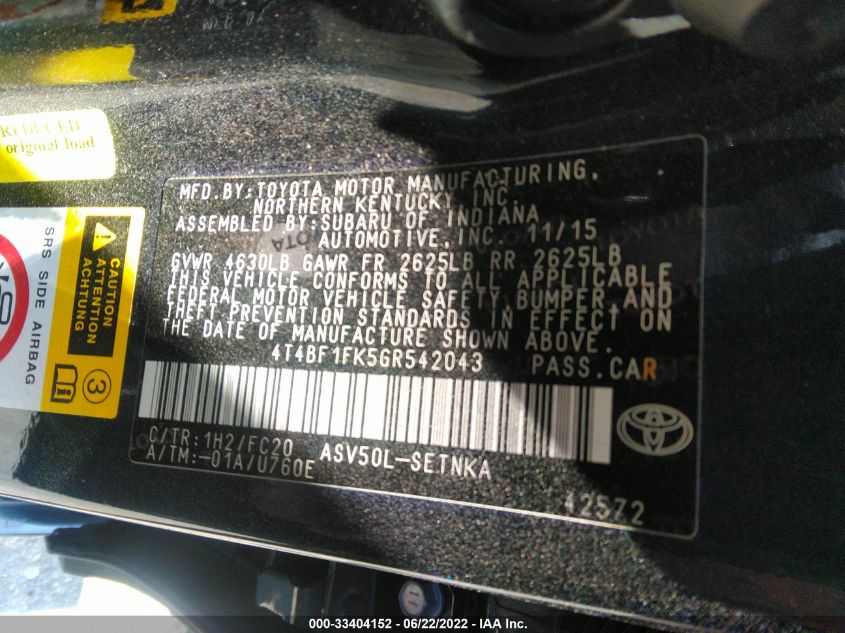 REDUCED
original load
SRS SIDE AIRBAG
CAUTION
ATTENTION
ACHTUNG
3
MFD.BY:TOYOTA MOTOR MANUFACTURING,
NORTHERN KENTUCKY INC.
ASSEMBLED BY:SUBARU OF INDIANA
AUTOMOTIVE,INC. 11/15
GVWR 4630LB GAWR FR 2625LB RR 2625LB
THIS VEHICLE CONFORMS TO ALL APPLICABLE
FEDERAL MOTOR VEHICLE SAFETY,BUMPER,AND
THEFT PREVENTION STANDARDS IN EFFECT ON
THE DATE OF MANUFACTURE SHOWN ABOVE.
4T4BF1FK5GR542043 PASS.CAR
C/TR:1H2/FC20 ASV50L-SETNKA
A/TM:-01A/U760E
42572
000-33404152 / 06/22/2022 - © IAA, Inc.